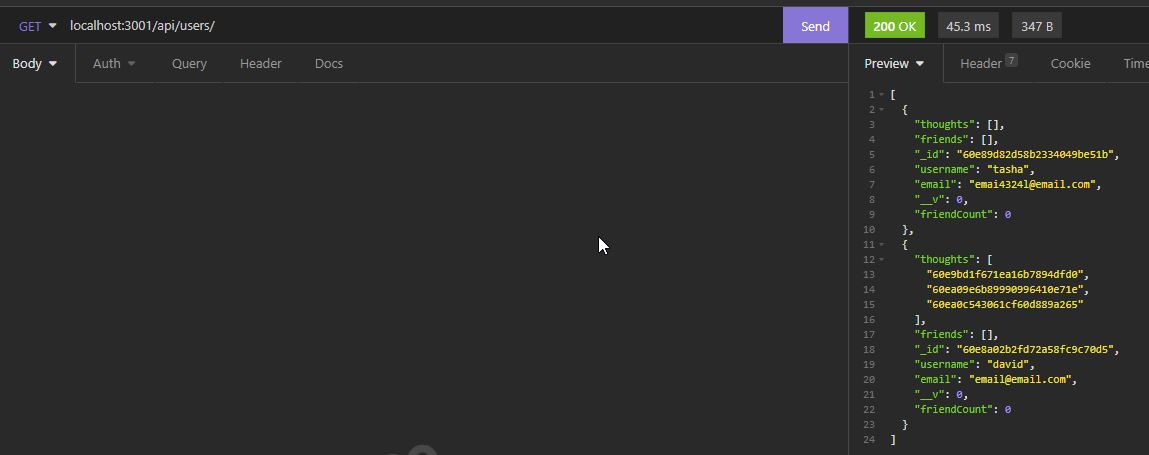 GET localhost:3001/api/users/ Send 200 OK 45.3 ms 347 B
Body Auth Query Header Docs Preview Header 7 Cookie Time
1 [
2 {
3 "thoughts": [],
4 "friends": [],
5 "_id": "60e89d82d58b2334049be51b",
6 "username": "tasha",
7 "email": "emai4324l@email.com",
8 "__v": 0,
9 "friendCount": 0
10 },
11 {
12 "thoughts": [
13 "60e9bd1f671ea16b7894dfd0",
14 "60ea09e6b89990996410e71e",
15 "60ea0c543061cf60d889a265"
16 ],
17 "friends": [],
18 "_id": "60e8a02b2fd72a58fc9c70d5",
19 "username": "david",
20 "email": "email@email.com",
21 "__v": 0,
22 "friendCount": 0
23 }
24 ]